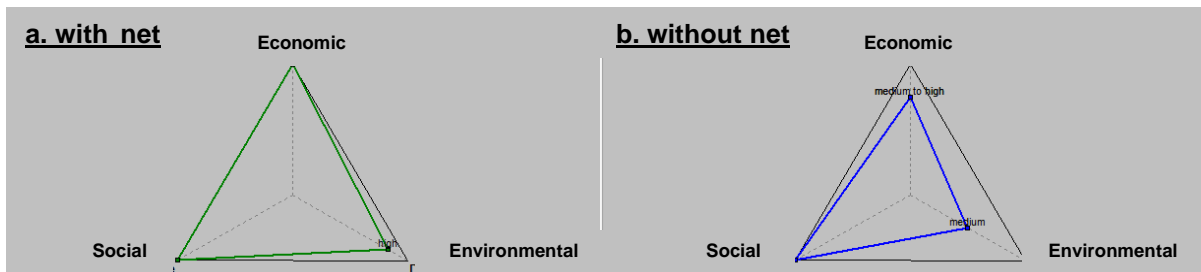 a. with net
Economic
high
Social
Environmental
b. without net
Economic
medium to high
medium
Social
Environmental